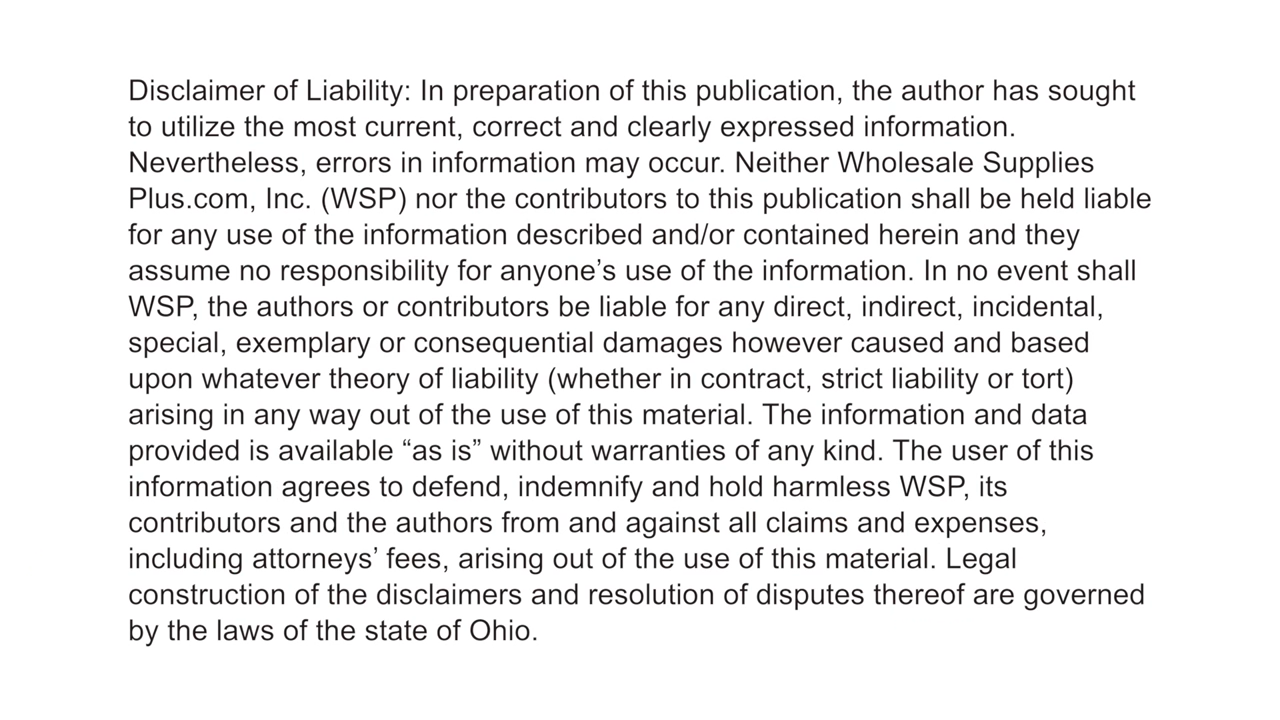 Disclaimer of Liability: In preparation of this publication, the author has sought
to utilize the most current, correct and clearly expressed information.
Nevertheless, errors in information may occur. Neither Wholesale Supplies
Plus.com, Inc. (WSP) nor the contributors to this publication shall be held liable
for any use of the information described and/or contained herein and they
assume no responsibility for anyone’s use of the information. In no event shall
WSP, the authors or contributors be liable for any direct, indirect, incidental,
special, exemplary or consequential damages however caused and based
upon whatever theory of liability (whether in contract, strict liability or tort)
arising in any way out of the use of this material. The information and data
provided is available “as is” without warranties of any kind. The user of this
information agrees to defend, indemnify and hold harmless WSP, its
contributors and the authors from and against all claims and expenses,
including attorneys’ fees, arising out of the use of this material. Legal
construction of the disclaimers and resolution of disputes thereof are governed
by the laws of the state of Ohio.